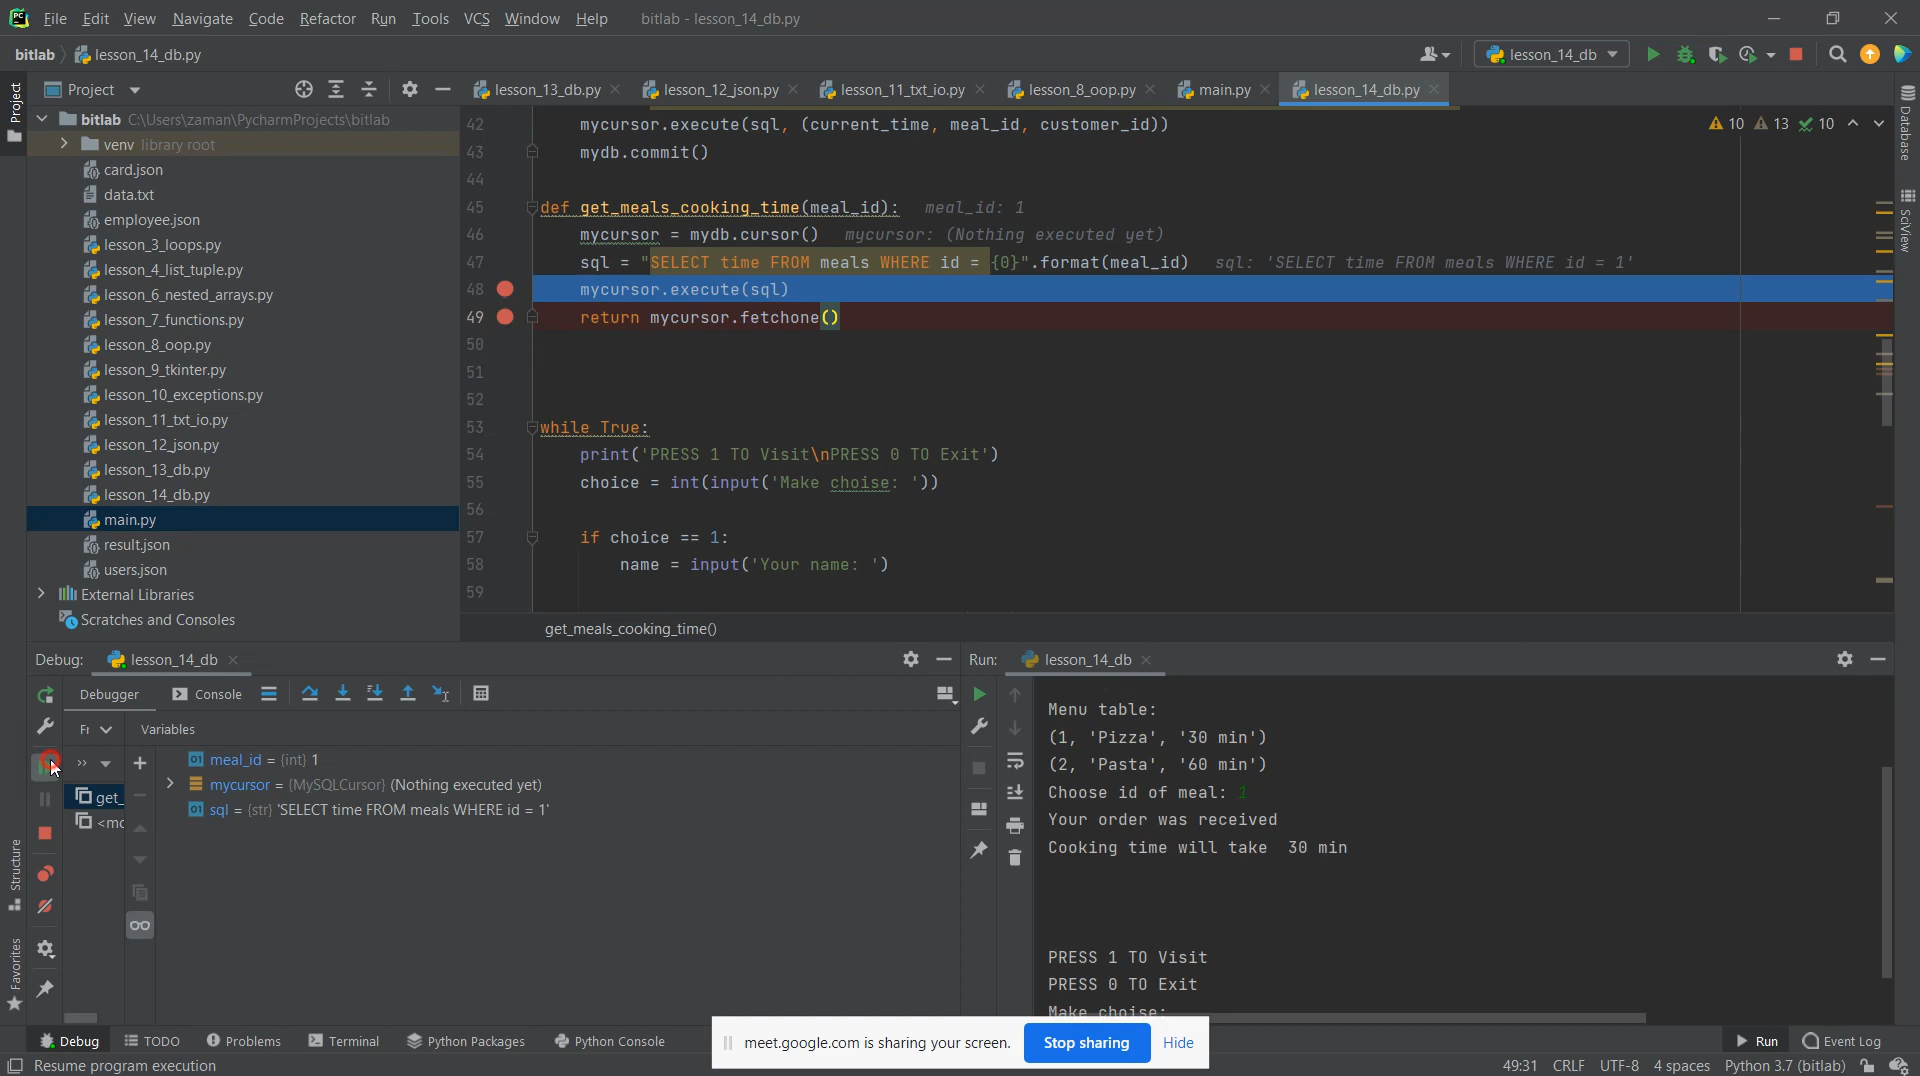 File Edit View Navigate Code Refactor Run Tools VCS Window Help bitlab - lesson_14_db.py
bitlab lesson_14_db.py lesson_14_db
Project lesson_13_db.py lesson_12_json.py lesson_11_txt_io.py lesson_8_oop.py main.py lesson_14_db.py
Project
Structure
Favorites
Database
SciView
bitlab C:\Users\zaman\PycharmProjects\bitlab
venv library root
card.json
data.txt
employee.json
lesson_3_loops.py
lesson_4_list_tuple.py
lesson_6_nested_arrays.py
lesson_7_functions.py
lesson_8_oop.py
lesson_9_tkinter.py
lesson_10_exceptions.py
lesson_11_txt_io.py
lesson_12_json.py
lesson_13_db.py
lesson_14_db.py
main.py
result.json
users.json
External Libraries
Scratches and Consoles
10 13 10
42 mycursor.execute(sql, (current_time, meal_id, customer_id))
43 mydb.commit()
44
45 def get_meals_cooking_time(meal_id): meal_id: 1
46 mycursor = mydb.cursor() mycursor: (Nothing executed yet)
47 sql = "SELECT time FROM meals WHERE id = {0}".format(meal_id) sql: 'SELECT time FROM meals WHERE id = 1'
48 mycursor.execute(sql)
49 return mycursor.fetchone()
50
51
52
53 while True:
54 print('PRESS 1 TO Visit\nPRESS 0 TO Exit')
55 choice = int(input('Make choise: '))
56
57 if choice == 1:
58 name = input('Your name: ')
59
get_meals_cooking_time()
Debug: lesson_14_db
Debugger Console
Fr Variables
get_
<mo
meal_id = {int} 1
mycursor = {MySQLCursor} (Nothing executed yet)
sql = {str} 'SELECT time FROM meals WHERE id = 1'
Run: lesson_14_db
Menu table:
(1, 'Pizza', '30 min')
(2, 'Pasta', '60 min')
Choose id of meal: 1
Your order was received
Cooking time will take 30 min
PRESS 1 TO Visit
PRESS 0 TO Exit
Make choise:
Debug TODO Problems Terminal Python Packages Python Console Run Event Log
meet.google.com is sharing your screen. Stop sharing Hide
Resume program execution 49:31 CRLF UTF-8 4 spaces Python 3.7 (bitlab)